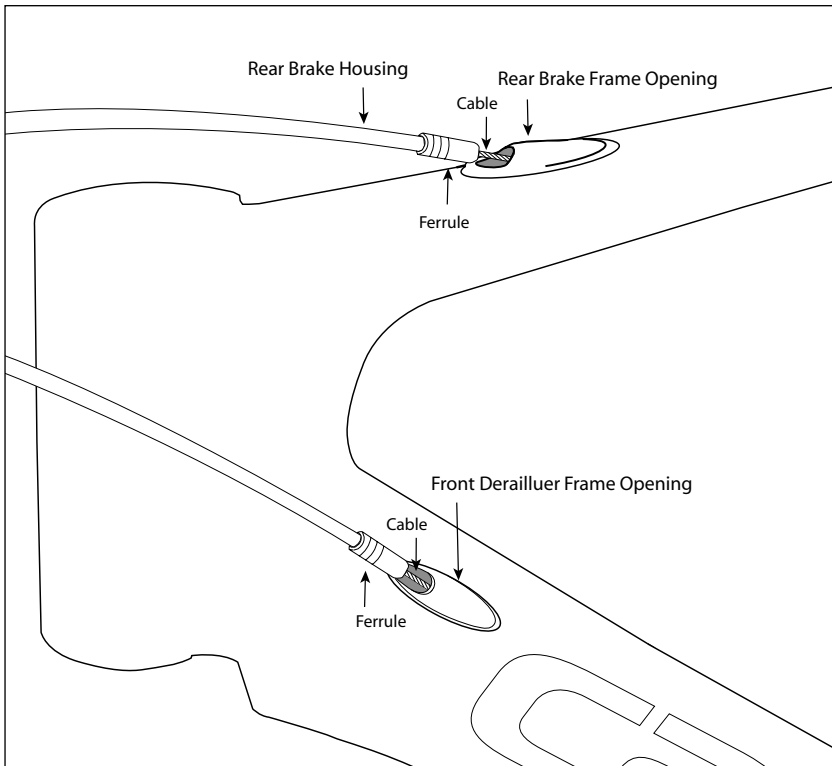 Rear Brake Housing
Rear Brake Frame Opening
Cable
Ferrule
Front Derailluer Frame Opening
Cable
Ferrule